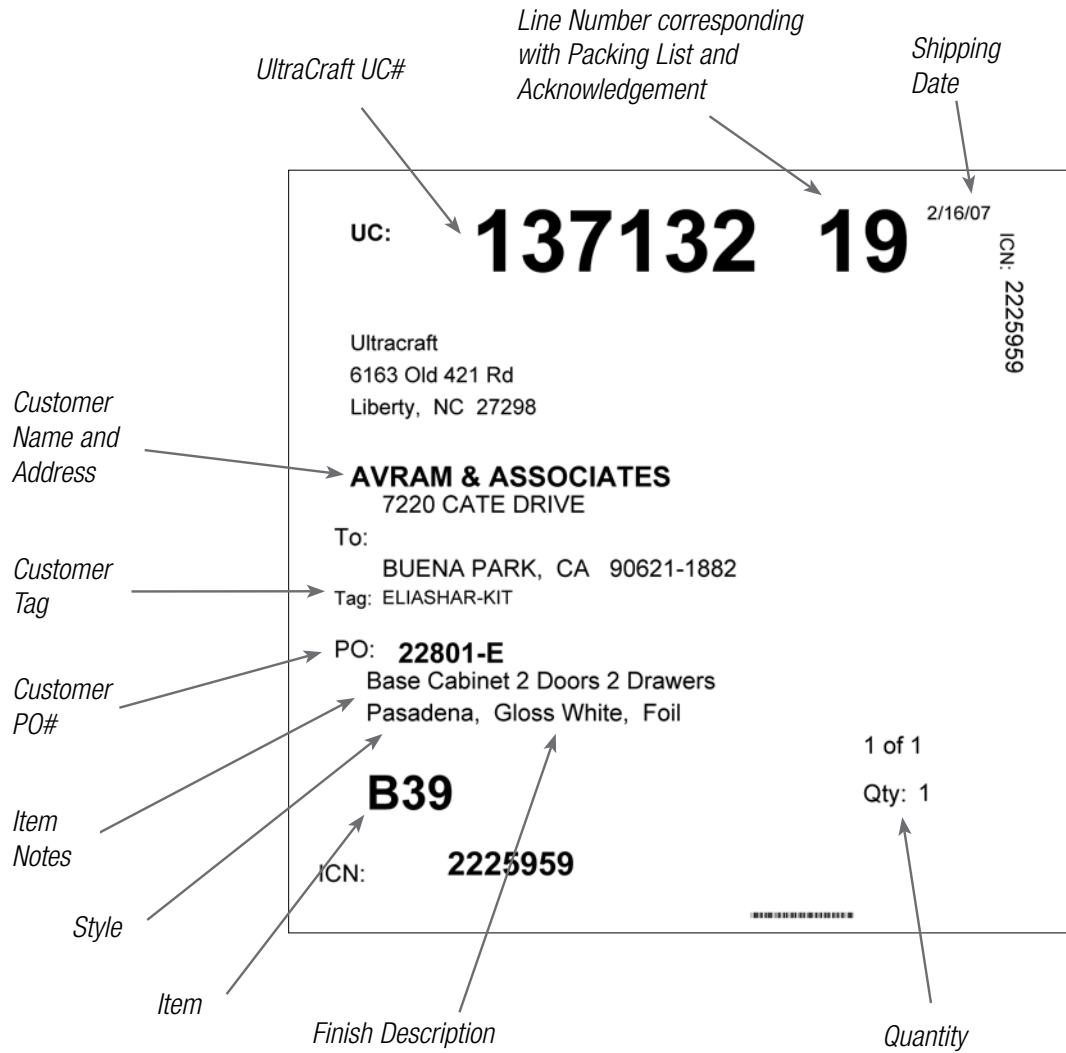 Line Number corresponding
with Packing List and
Acknowledgement
Shipping
Date
UltraCraft UC#
UC: 137132 19 2/16/07
ICN: 2225959
Ultracraft
6163 Old 421 Rd
Liberty, NC 27298
Customer
Name and
Address
AVRAM & ASSOCIATES
7220 CATE DRIVE
To:
BUENA PARK, CA 90621-1882
Customer
Tag
Tag: ELIASHAR-KIT
PO: 22801-E
Customer
PO#
Base Cabinet 2 Doors 2 Drawers
Pasadena, Gloss White, Foil
1 of 1
B39
Qty: 1
Item
Notes
ICN: 2225959
Style
Item
Finish Description
Quantity